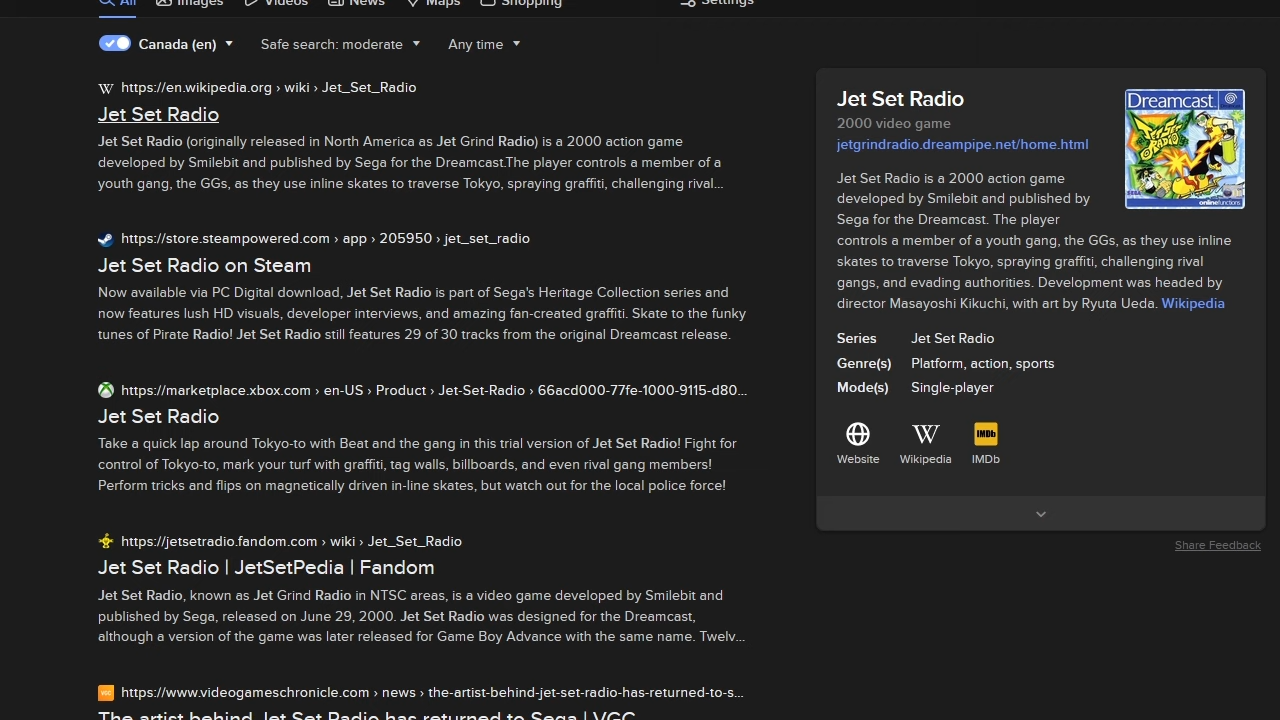 All Images Videos News Maps Shopping Settings
Canada (en) Safe search: moderate Any time
https://en.wikipedia.org › wiki › Jet_Set_Radio
Jet Set Radio
Jet Set Radio (originally released in North America as Jet Grind Radio) is a 2000 action game
developed by Smilebit and published by Sega for the Dreamcast.The player controls a member of a
youth gang, the GGs, as they use inline skates to traverse Tokyo, spraying graffiti, challenging rival...
https://store.steampowered.com › app › 205950 › jet_set_radio
Jet Set Radio on Steam
Now available via PC Digital download, Jet Set Radio is part of Sega's Heritage Collection series and
now features lush HD visuals, developer interviews, and amazing fan-created graffiti. Skate to the funky
tunes of Pirate Radio! Jet Set Radio still features 29 of 30 tracks from the original Dreamcast release.
https://marketplace.xbox.com › en-US › Product › Jet-Set-Radio › 66acd000-77fe-1000-9115-d80...
Jet Set Radio
Take a quick lap around Tokyo-to with Beat and the gang in this trial version of Jet Set Radio! Fight for
control of Tokyo-to, mark your turf with graffiti, tag walls, billboards, and even rival gang members!
Perform tricks and flips on magnetically driven in-line skates, but watch out for the local police force!
https://jetsetradio.fandom.com › wiki › Jet_Set_Radio
Jet Set Radio | JetSetPedia | Fandom
Jet Set Radio, known as Jet Grind Radio in NTSC areas, is a video game developed by Smilebit and
published by Sega, released on June 29, 2000. Jet Set Radio was designed for the Dreamcast,
although a version of the game was later released for Game Boy Advance with the same name. Twelv...
VGC https://www.videogameschronicle.com › news › the-artist-behind-jet-set-radio-has-returned-to-s...
The artist behind Jet Set Radio has returned to Sega | VGC
Jet Set Radio
2000 video game
jetgrindradio.dreampipe.net/home.html
Dreamcast
JET SET RADIO
SEGA
onlinefunctions
Jet Set Radio is a 2000 action game
developed by Smilebit and published by
Sega for the Dreamcast. The player
controls a member of a youth gang, the GGs, as they use inline
skates to traverse Tokyo, spraying graffiti, challenging rival
gangs, and evading authorities. Development was headed by
director Masayoshi Kikuchi, with art by Ryuta Ueda. Wikipedia
Series Jet Set Radio
Genre(s) Platform, action, sports
Mode(s) Single-player
IMDb
Website Wikipedia IMDb
Share Feedback